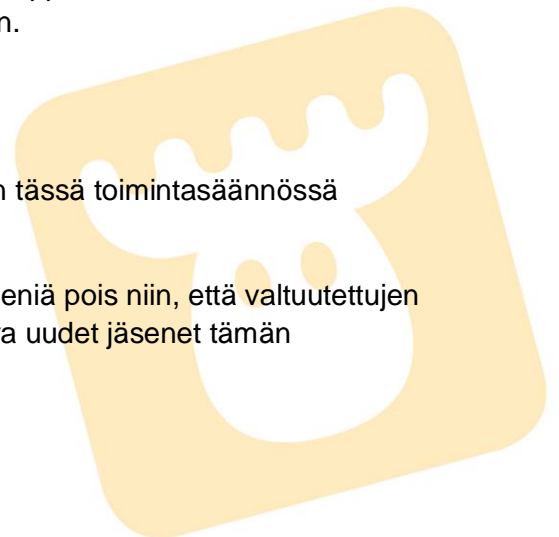 n.
n tässä toimintasäännössä
eniä pois niin, että valtuutettujen
a uudet jäsenet tämän